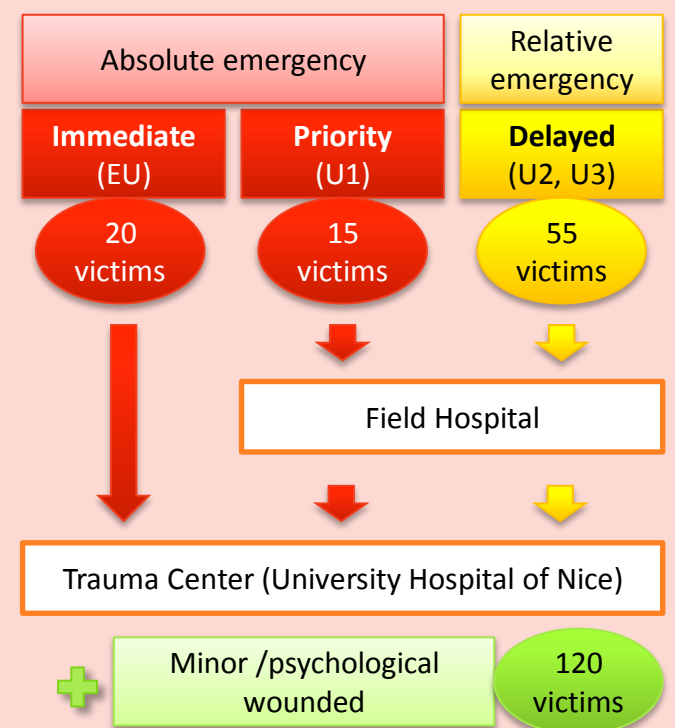 Absolute emergency
Relative
emergency
Immediate
(EU)
Priority
(U1)
Delayed
(U2, U3)
20
victims
15
victims
55
victims
Field Hospital
Trauma Center (University Hospital of Nice)
Minor /psychological
wounded
120
victims